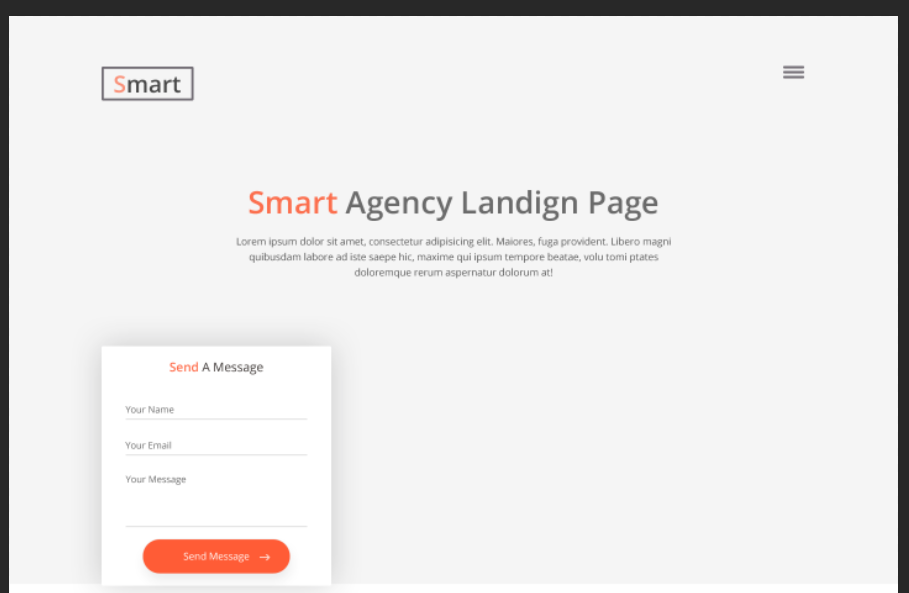 Smart
Smart Agency Landign Page
Lorem ipsum dolor sit amet, consectetur adipisicing elit. Maiores, fuga provident. Libero magni
quibusdam labore ad iste saepe hic, maxime qui ipsum tempore beatae, volu tomi ptates
doloremque rerum aspernatur dolorum at!
Send A Message
Your Name
Your Email
Your Message
Send Message →